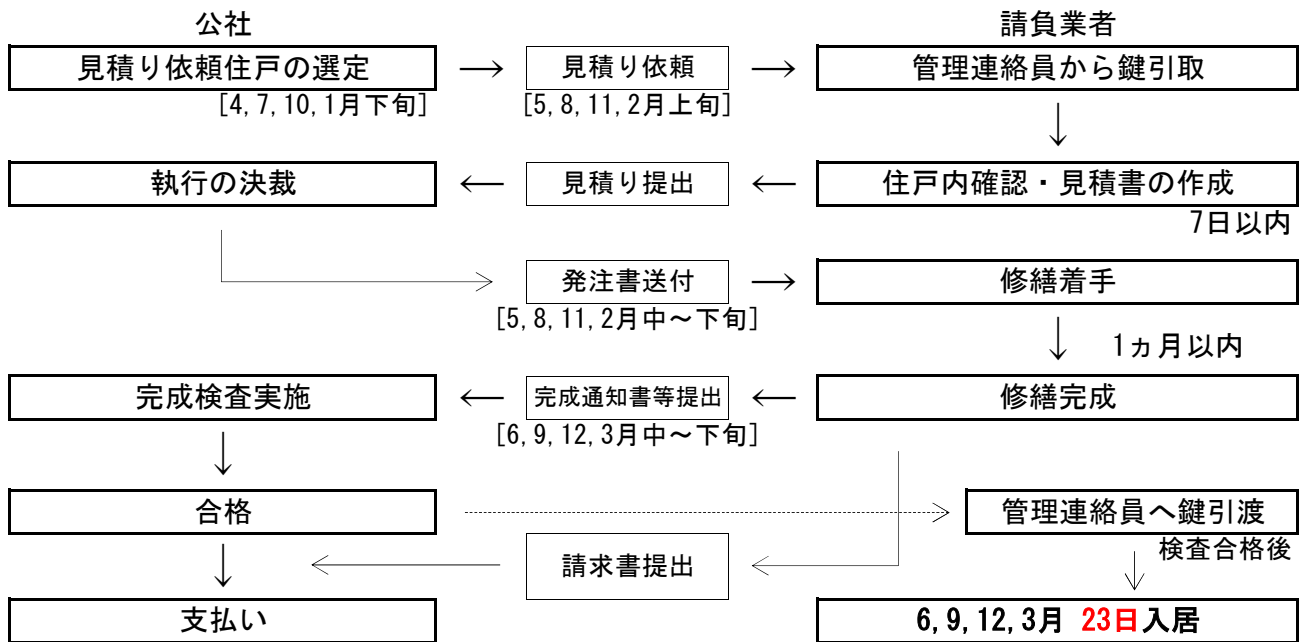 公社
請負業者
見積り依頼住戸の選定
見積り依頼
管理連絡員から鍵引取
[4,7,10,1月下旬]
[5,8,11,2月上旬]
執行の決裁
見積り提出
住戸内確認・見積書の作成
7日以内
発注書送付
修繕着手
[5,8,11,2月中～下旬]
1ヵ月以内
完成検査実施
完成通知書等提出
修繕完成
[6,9,12,3月中～下旬]
合格
管理連絡員へ鍵引渡
検査合格後
請求書提出
支払い
6,9,12,3月 23日入居